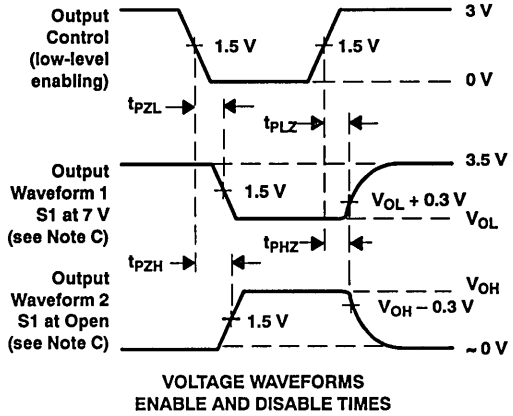 Output
Control
(low-level
enabling)
3 V
1.5 V
1.5 V
0 V
tPZL
tPLZ
Output
Waveform 1
S1 at 7 V
(see Note C)
3.5 V
1.5 V
VOL + 0.3 V
VOL
tPZH
tPHZ
Output
Waveform 2
S1 at Open
(see Note C)
VOH
1.5 V
VOH − 0.3 V
~ 0 V
VOLTAGE WAVEFORMS
ENABLE AND DISABLE TIMES